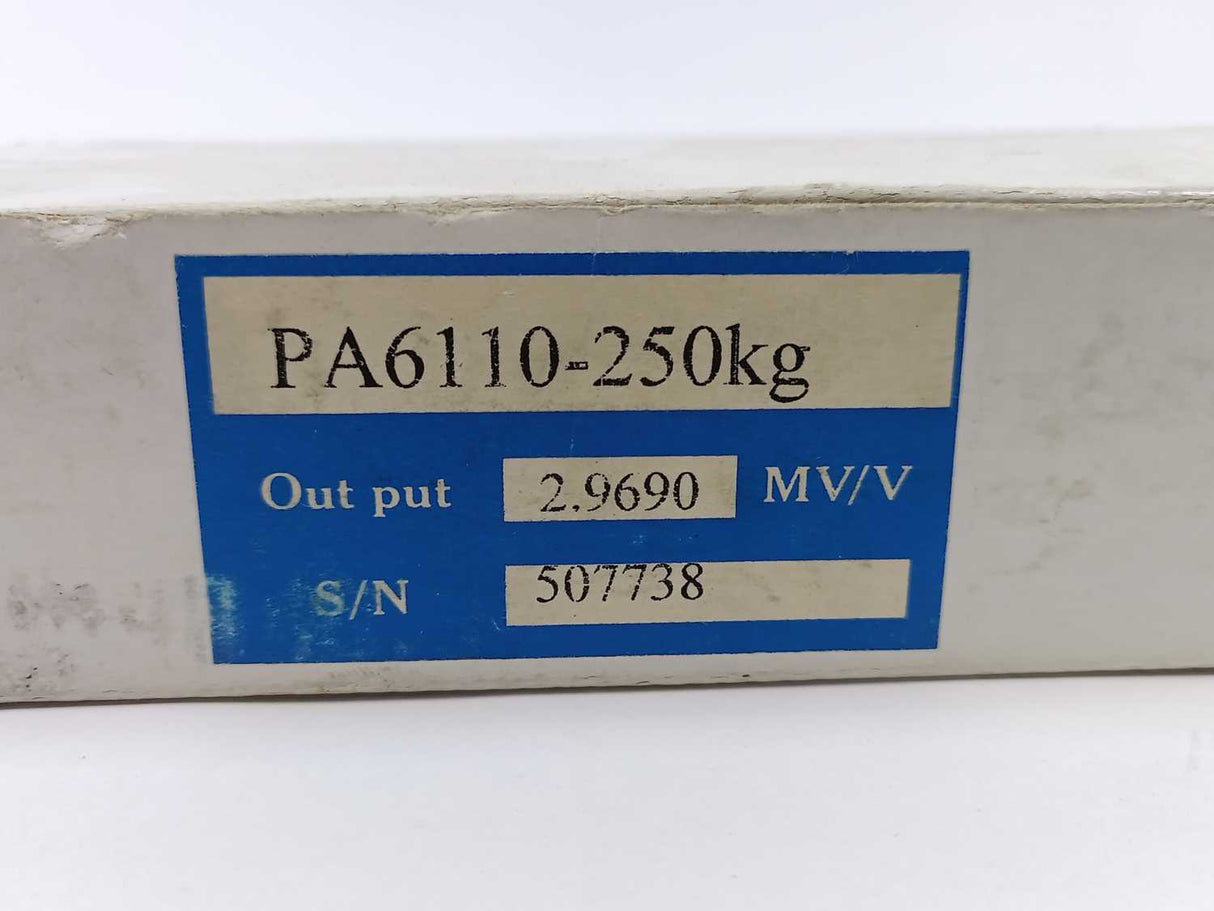 PA6110-250kg
Out put 2.9690 MV/V
S/N 507738